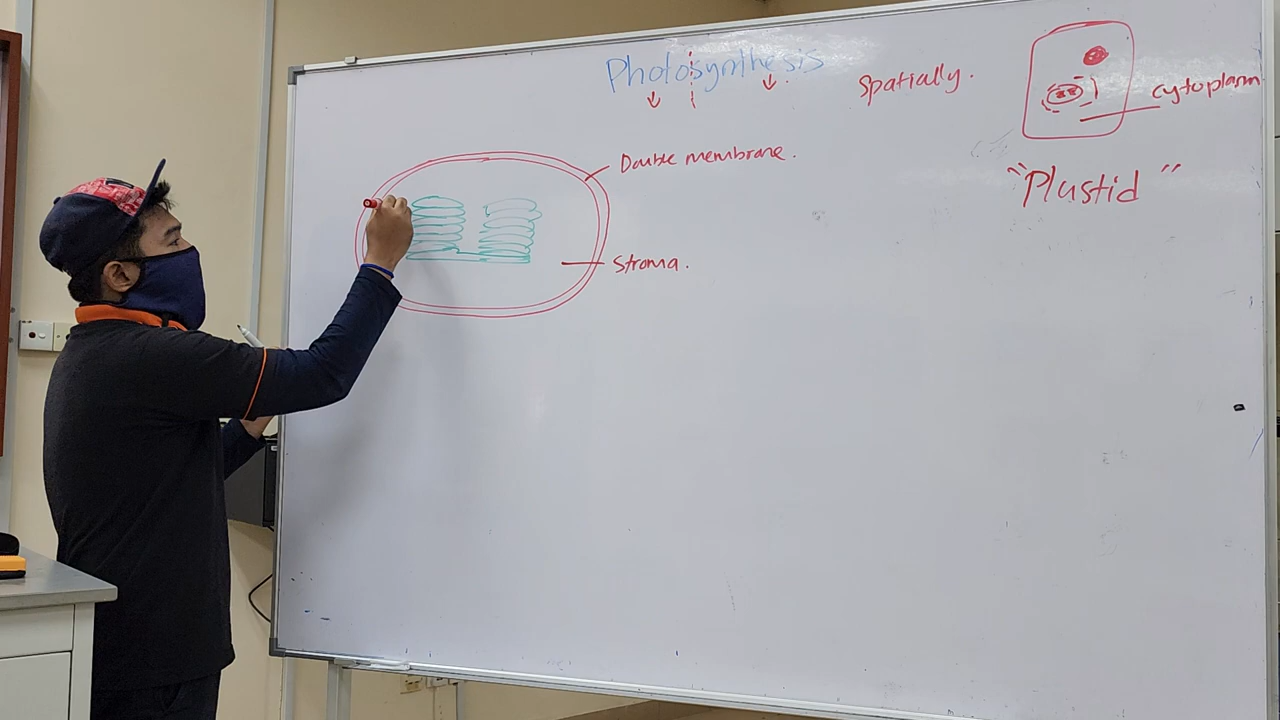 Photosynthesis
Spatially.
cytoplasm
Double membrane.
"Plastid"
Stroma.